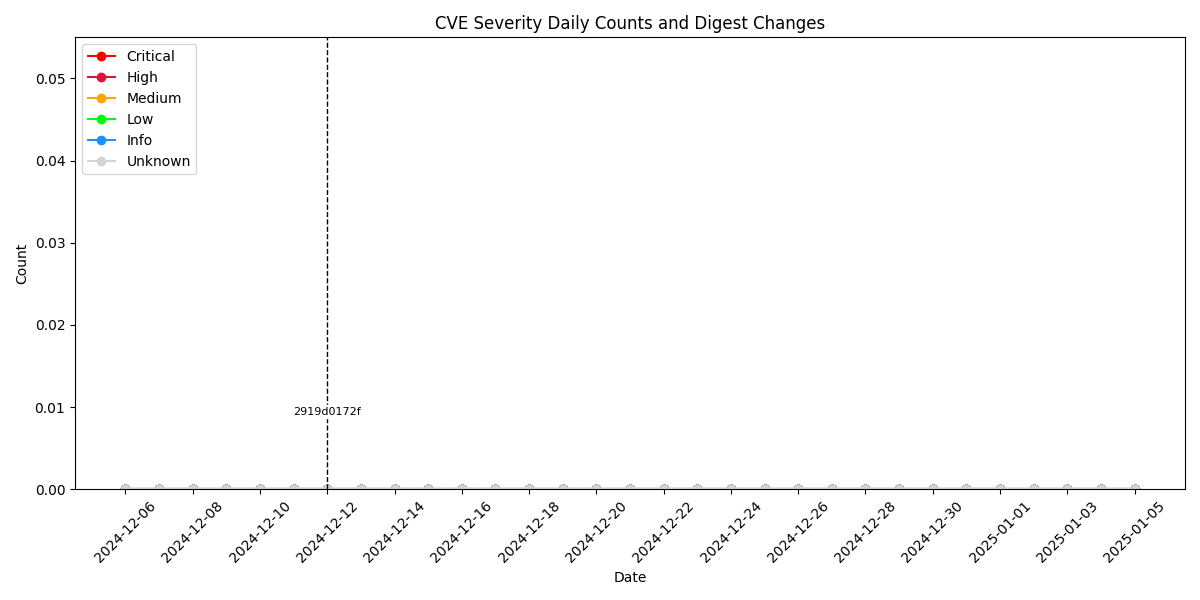 CVE Severity Daily Counts and Digest Changes
Critical
High
Medium
Low
Info
Unknown
0.05
0.04
0.03
0.02
0.01
0.00
Count
2919d0172f
2024-12-06
2024-12-08
2024-12-10
2024-12-12
2024-12-14
2024-12-16
2024-12-18
2024-12-20
2024-12-22
2024-12-24
2024-12-26
2024-12-28
2024-12-30
2025-01-01
2025-01-03
2025-01-05
Date